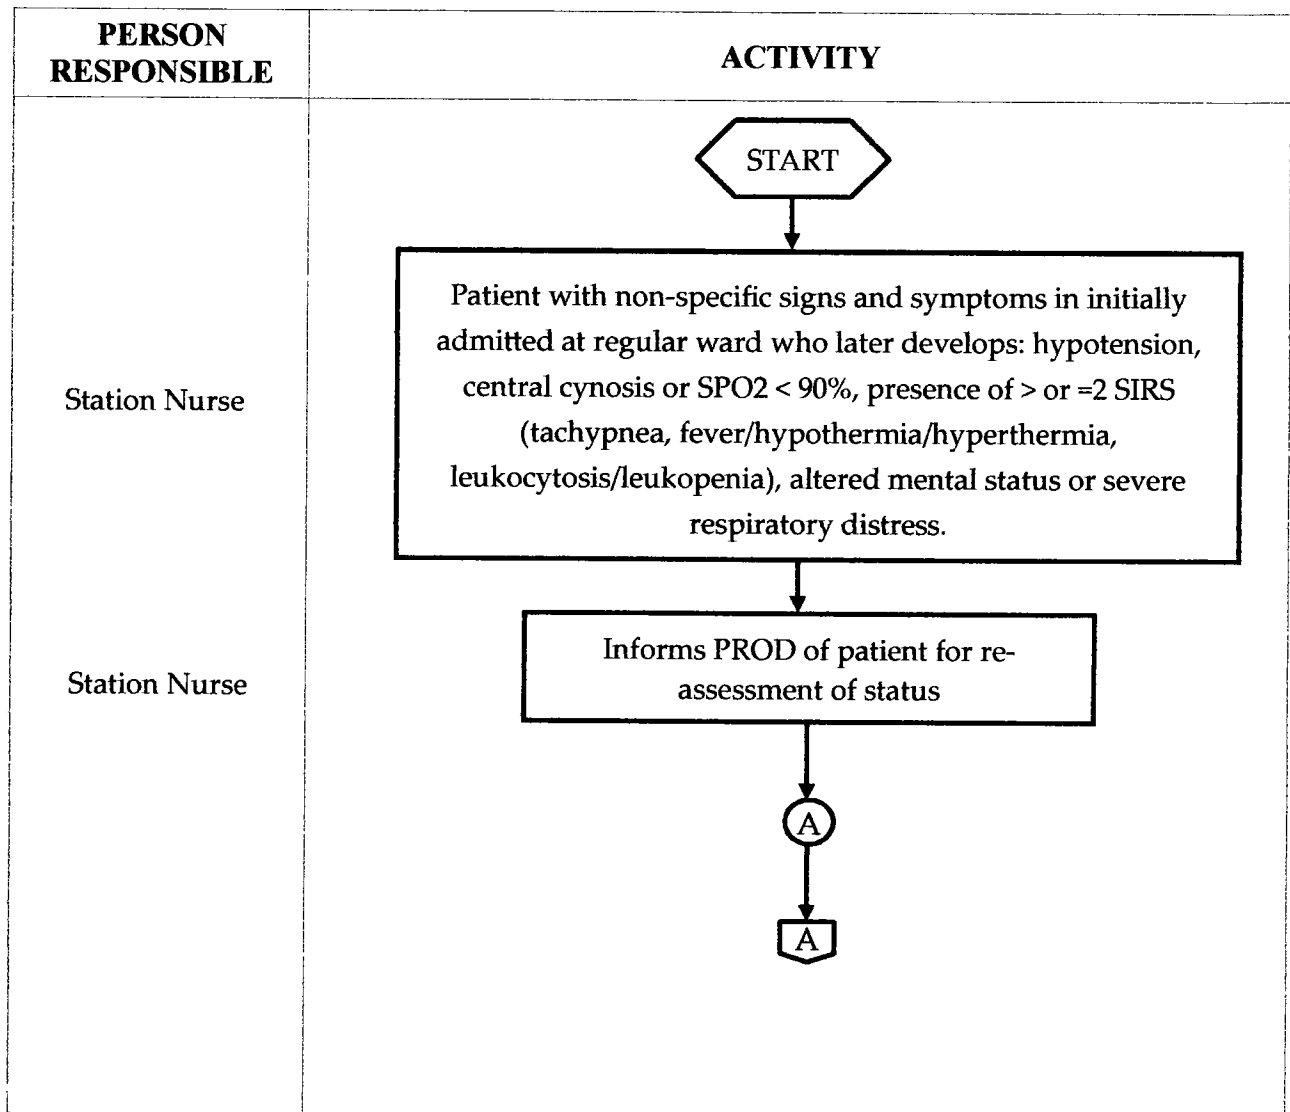 PERSON
RESPONSIBLE
ACTIVITY
START
Station Nurse
Patient with non-specific signs and symptoms in initially
admitted at regular ward who later develops: hypotension,
central cynosis or SPO2 < 90%, presence of > or =2 SIRS
(tachypnea, fever/hypothermia/hyperthermia,
leukocytosis/leukopenia), altered mental status or severe
respiratory distress.
Station Nurse
Informs PROD of patient for re-
assessment of status
A
A